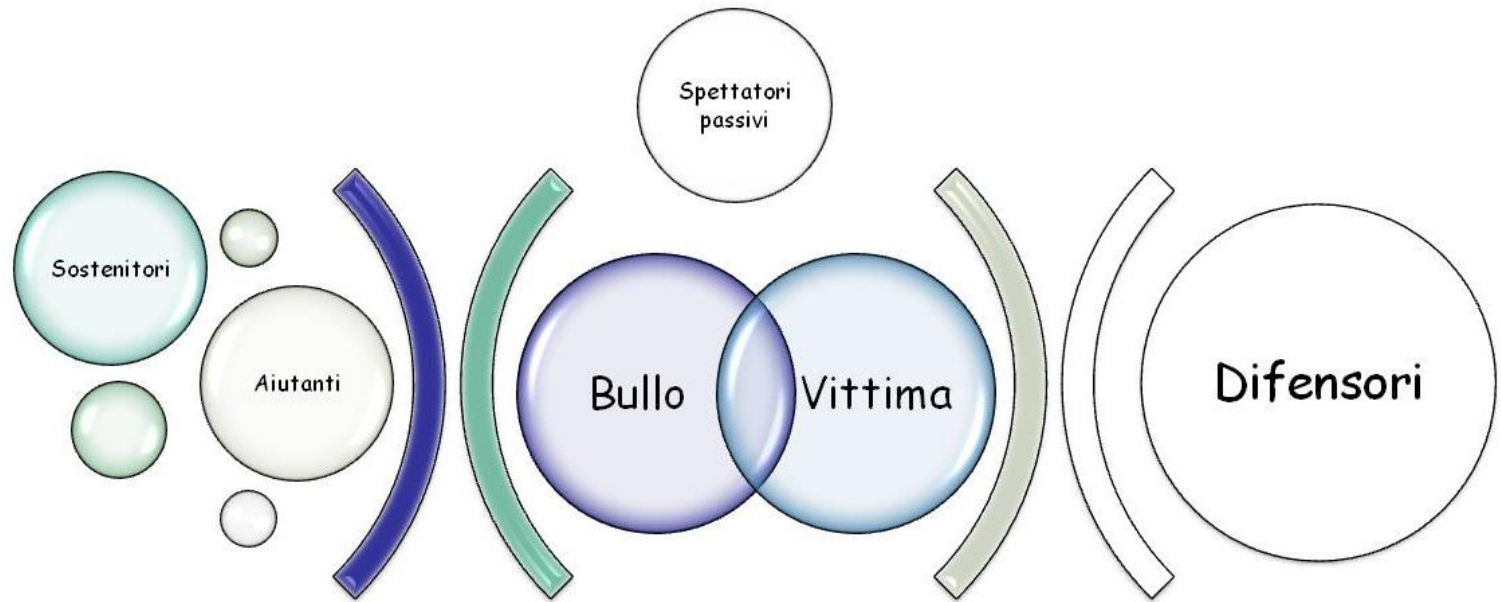 Spettatori
passivi
Sostenitori
Aiutanti
Bullo
Vittima
Difensori